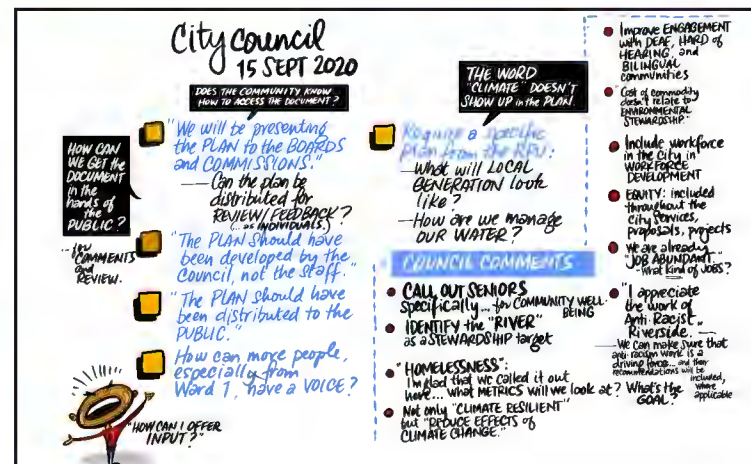 City Council
15 SEPT 2020
DOES THE COMMUNITY KNOW
HOW TO ACCESS THE DOCUMENT?
HOW CAN
WE GET the
DOCUMENT
in the
hands of
the
PUBLIC?
...for
COMMENTS
and
REVIEW.
"We will be presenting
the PLAN to the BOARDS
and COMMISSIONS."
— Can the plan be
distributed for
REVIEW/FEEDBACK?
(...as INDIVIDUALS.)
"The PLAN should have
been developed by the
Council, not the staff."
"The PLAN should have
been distributed to the
PUBLIC."
How can more people,
especially from
Ward 1, have a VOICE?
"HOW CAN I OFFER
INPUT?"
THE WORD
"CLIMATE" DOESN'T
SHOW UP in the PLAN.
Require a specific
plan from the RPU:
— What will LOCAL
GENERATION look
like?
— How are we manage
OUR WATER?
COUNCIL COMMENTS
• CALL OUT SENIORS
specifically... for COMMUNITY WELL-
BEING
• IDENTIFY the "RIVER"
as a STEWARDSHIP target
• "HOMELESSNESS":
I'm glad that we called it out
here... what METRICS will we look at? What's the
GOAL?
• Not only "CLIMATE RESILIENT"
but "REDUCE EFFECTS of
CLIMATE CHANGE."
• Improve ENGAGEMENT
with DEAF, HARD of
HEARING, and
BILINGUAL
communities
• "Cost of commodity
doesn't relate to
ENVIRONMENTAL
STEWARDSHIP."
• Include workforce
in the City in
WORKFORCE
DEVELOPMENT
• EQUITY: included
throughout the
City Services,
proposals, projects
• We are already
"JOB ABUNDANT"
- What kind of JOBS?
• "I appreciate
the work of
Anti-Racist
Riverside. —
— We can make sure that
anti-racism work is a
driving force... and their
recommendations will be
included,
where
applicable